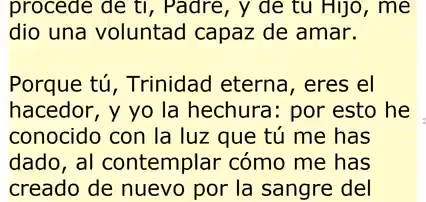 procede de ti, Padre, y de tu Hijo, me
dio una voluntad capaz de amar.
Porque tú, Trinidad eterna, eres el
hacedor, y yo la hechura: por esto he
conocido con la luz que tú me has
dado, al contemplar cómo me has
creado de nuevo por la sangre del